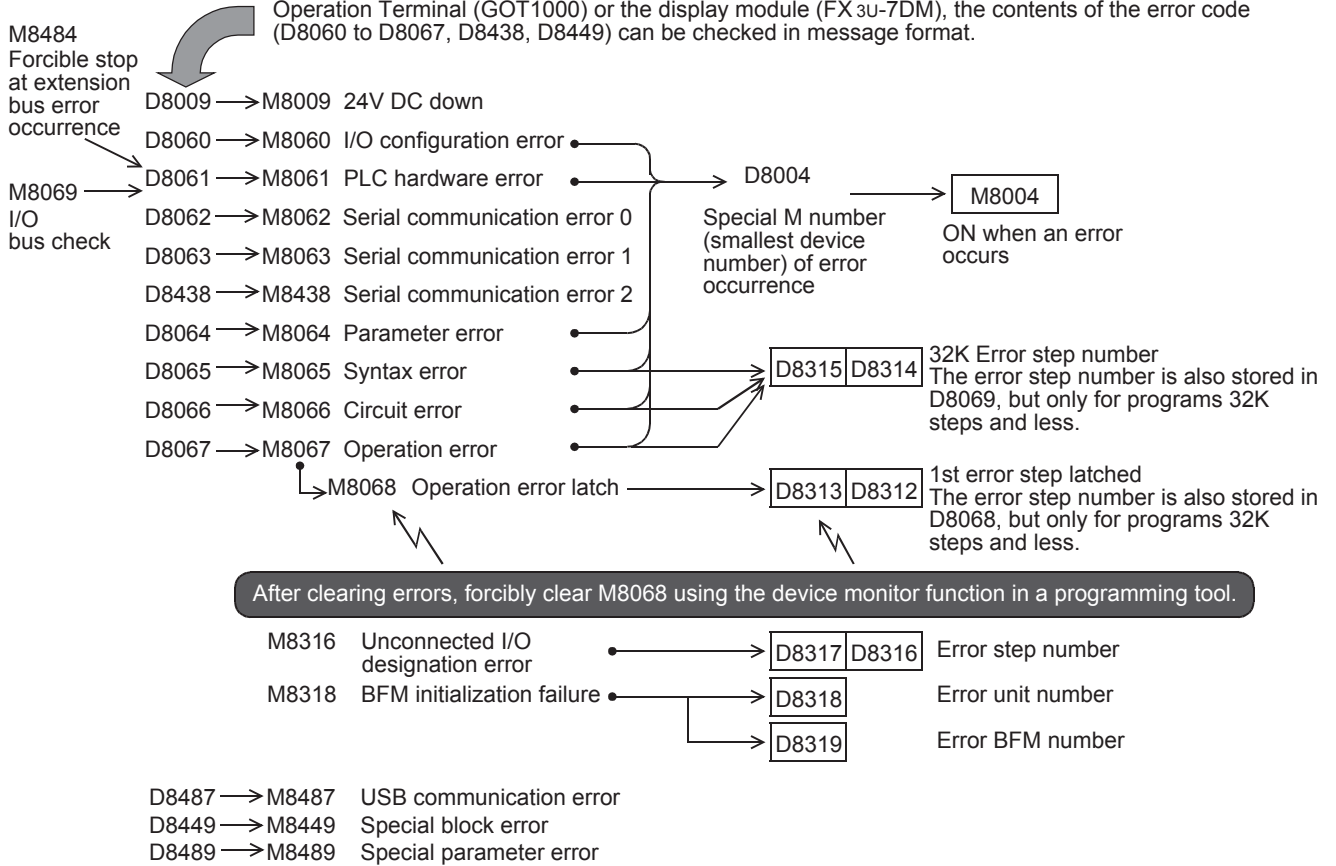 Operation Terminal (GOT1000) or the display module (FX3U-7DM), the contents of the error code
(D8060 to D8067, D8438, D8449) can be checked in message format.
M8484
Forcible stop
at extension
bus error
occurrence
M8069
I/O
bus check
D8009 M8009 24V DC down
D8060 M8060 I/O configuration error
D8061 M8061 PLC hardware error
D8062 M8062 Serial communication error 0
D8063 M8063 Serial communication error 1
D8438 M8438 Serial communication error 2
D8064 M8064 Parameter error
D8065 M8065 Syntax error
D8066 M8066 Circuit error
D8067 M8067 Operation error
M8068 Operation error latch
D8004
Special M number
(smallest device
number) of error
occurrence
M8004
ON when an error
occurs
D8315 D8314
32K Error step number
The error step number is also stored in
D8069, but only for programs 32K
steps and less.
D8313 D8312
1st error step latched
The error step number is also stored in
D8068, but only for programs 32K
steps and less.
After clearing errors, forcibly clear M8068 using the device monitor function in a programming tool.
M8316 Unconnected I/O
designation error
D8317 D8316 Error step number
M8318 BFM initialization failure
D8318 Error unit number
D8319 Error BFM number
D8487 M8487 USB communication error
D8449 M8449 Special block error
D8489 M8489 Special parameter error